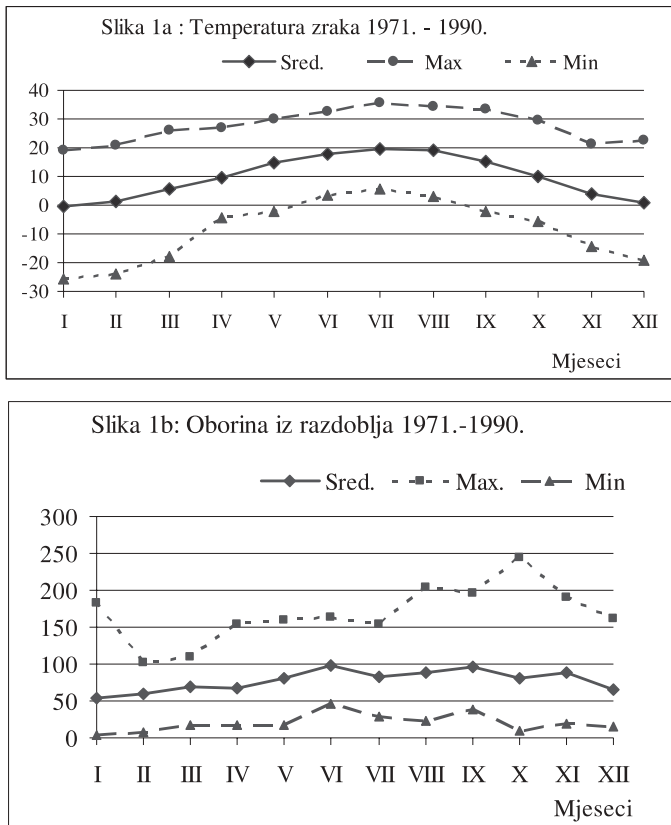 Slika 1a : Temperatura zraka 1971. - 1990.
Sred. Max Min
40
30
20
10
0
-10
-20
-30
I II III IV V VI VII VIII IX X XI XII
Mjeseci
Slika 1b: Oborina iz razdoblja 1971.-1990.
Sred. Max. Min
300
250
200
150
100
50
0
I II III IV V VI VII VIII IX X XI XII
Mjeseci